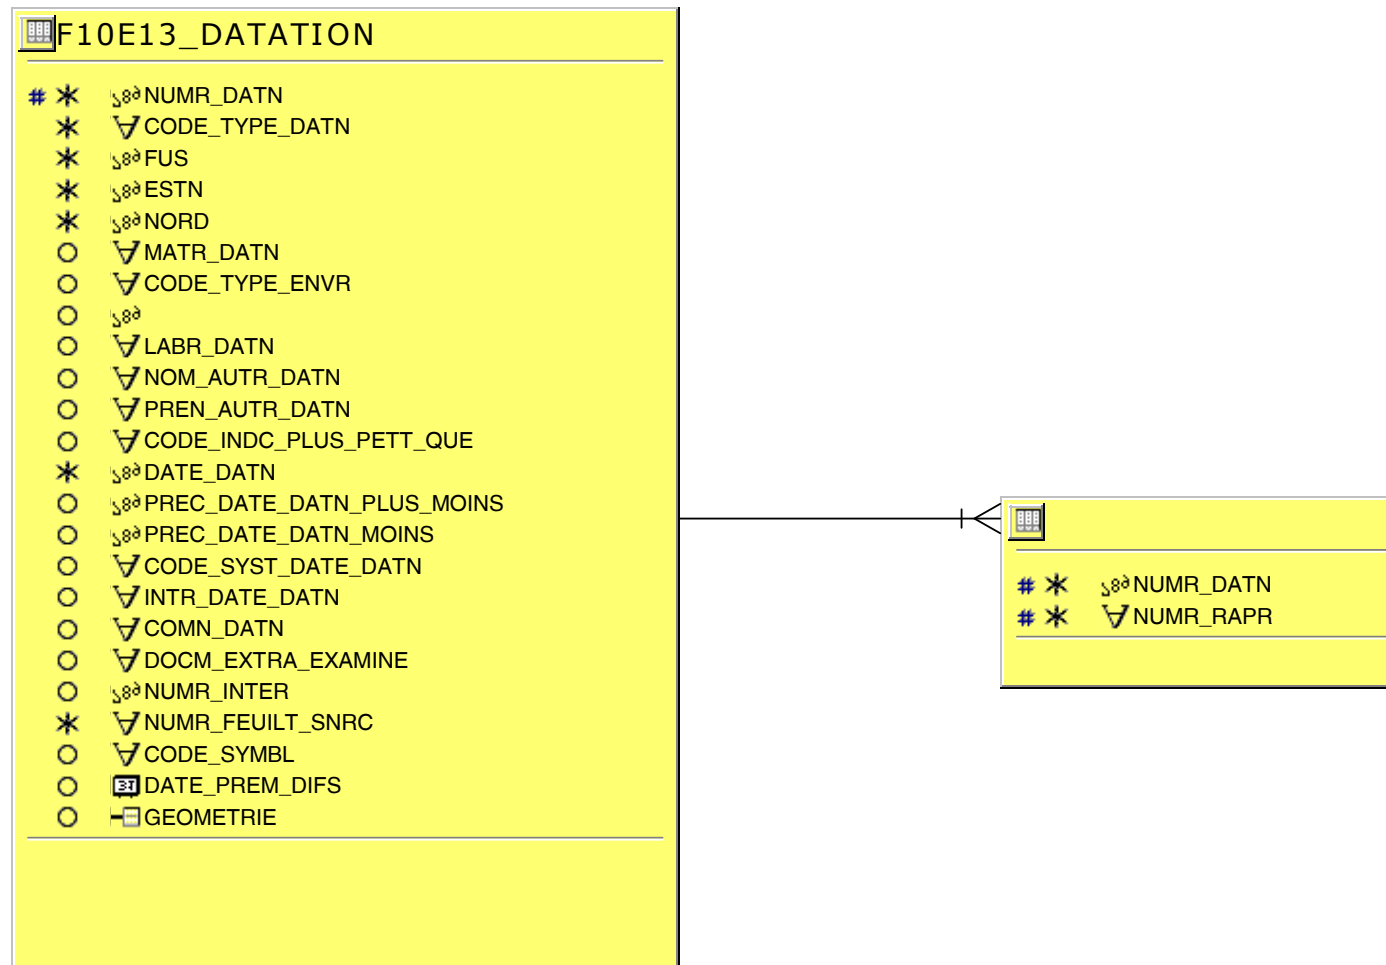 F10E13_DATATION
# * NUMR_DATN
* CODE_TYPE_DATN
* FUS
* ESTN
* NORD
O MATR_DATN
O CODE_TYPE_ENVR
O
O LABR_DATN
O NOM_AUTR_DATN
O PREN_AUTR_DATN
O CODE_INDC_PLUS_PETT_QUE
* DATE_DATN
O PREC_DATE_DATN_PLUS_MOINS
O PREC_DATE_DATN_MOINS
O CODE_SYST_DATE_DATN
O INTR_DATE_DATN
O COMN_DATN
O DOCM_EXTRA_EXAMINE
O NUMR_INTER
* NUMR_FEUILT_SNRC
O CODE_SYMBL
O DATE_PREM_DIFS
O GEOMETRIE
# * NUMR_DATN
# * NUMR_RAPR